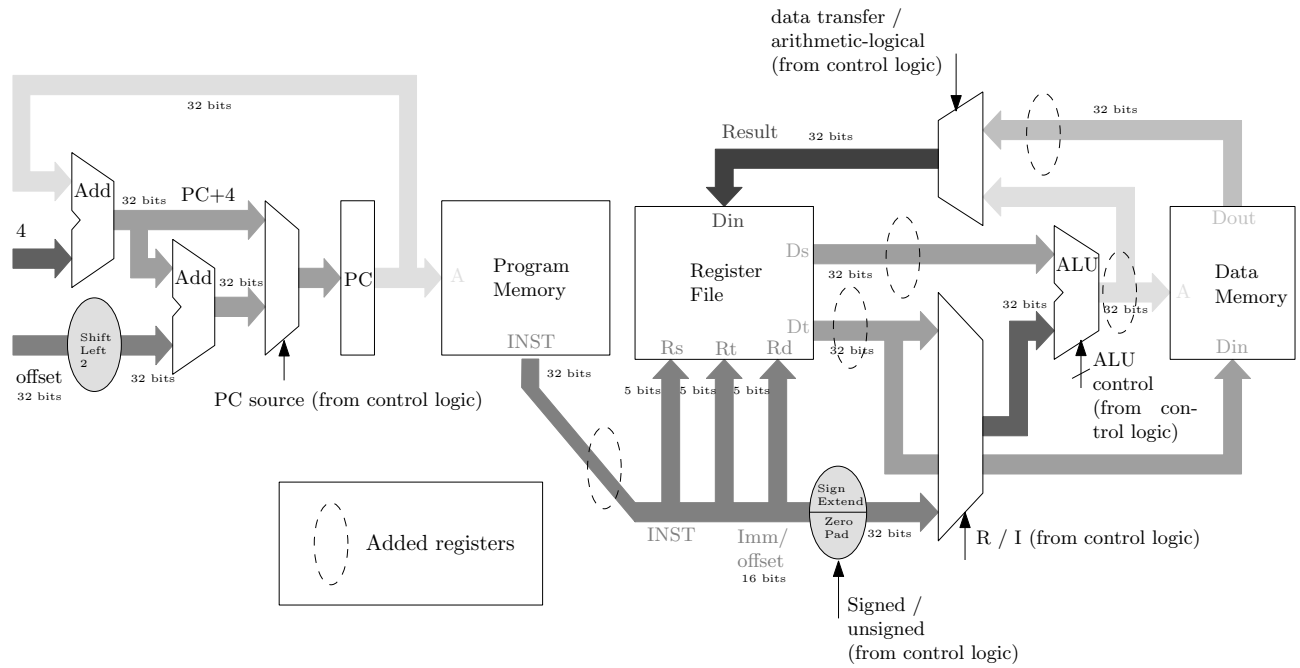 data transfer /
arithmetic-logical
(from control logic)
32 bits
32 bits
Result
32 bits
Add
32 bits
PC+4
4
Din
Dout
Ds
Program
Memory
Register
File
ALU
Data
Memory
A
A
PC
Add
32 bits
32 bits
32 bits
32 bits
Shift
Left
2
Dt
32 bits
INST
Rs
Rt
Rd
Din
offset
32 bits
32 bits
32 bits
5 bits
5 bits
5 bits
ALU
control
(from con-
trol logic)
PC source (from control logic)
Sign
Extend
Zero
Pad
32 bits
INST
Imm/
offset
16 bits
R / I (from control logic)
Added registers
Signed /
unsigned
(from control logic)